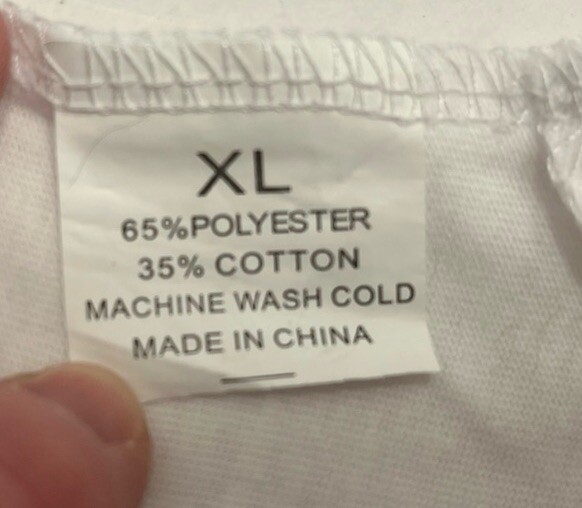 XL
65%POLYESTER
35% COTTON
MACHINE WASH COLD
MADE IN CHINA